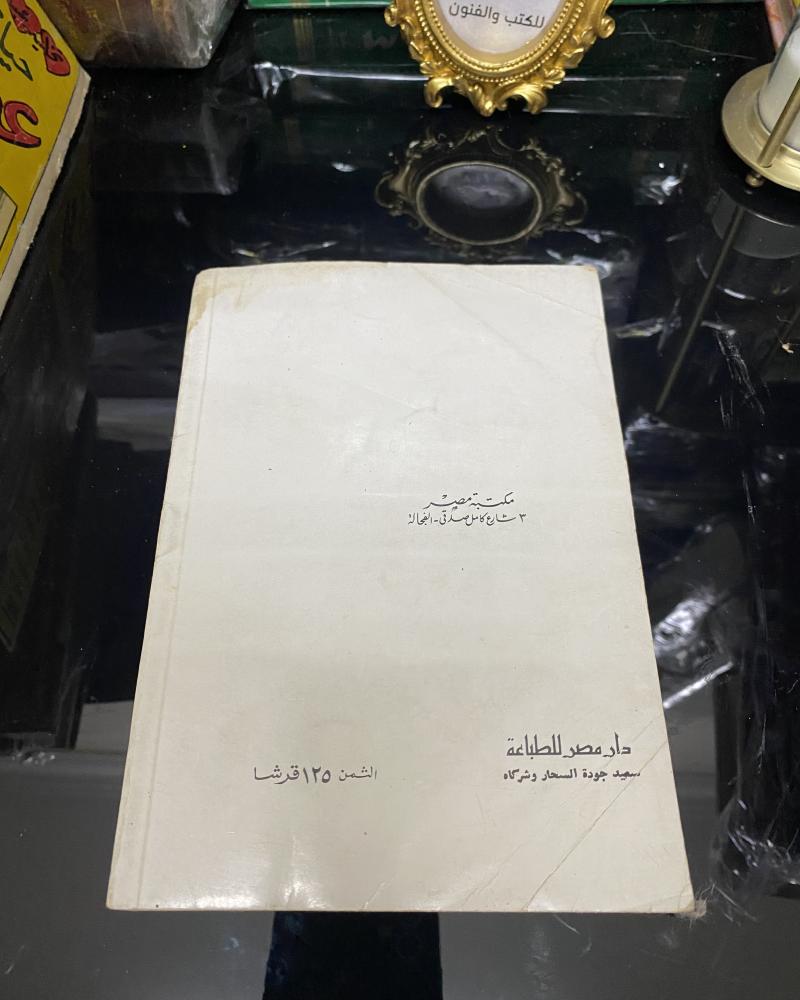 للكتب والفنون
مكتبة مصر
٣ شارع كامل صدقي - الفجالة
دار مصر للطباعة
سعيد جودة السحار وشركاه
الثمن ١٢٥ قرشا